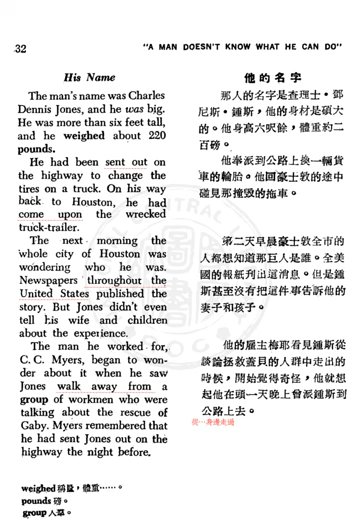 32
"A MAN DOESN'T KNOW WHAT HE CAN DO"
His Name
The man's name was Charles
Dennis Jones, and he was big.
He was more than six feet tall,
and he weighed about 220
pounds.
He had been sent out on
the highway to change the
tires on a truck. On his way
back to Houston, he had
come upon the wrecked
truck-trailer.
The next morning the
whole city of Houston was
wondering who he was.
Newspapers throughout the
United States published the
story. But Jones didn't even
tell his wife and children
about the experience.
The man he worked for,
C. C. Myers, began to won-
der about it when he saw
Jones walk away from a
group of workmen who were
talking about the rescue of
Gaby. Myers remembered that
he had sent Jones out on the
highway the night before.
他的名字
那人的名字是查理士·鄧
尼斯·鍾斯，他的身材是碩大
的。他身高六呎餘，體重約二
百磅。
他奉派到公路上換一輛貨
車的輪胎。他回豪士敦的途中
碰見那撞毀的拖車。
第二天早晨豪士敦全市的
人都想知道那巨人是誰。全美
國的報紙刊出這消息。但是鍾
斯甚至沒有把這件事告訴他的
妻子和孩子。
他的雇主梅耶看見鍾斯從
談論拯救蓋貝的人群中走出的
時候，開始覺得奇怪，他就想
起他在頭一天晚上曾派鍾斯到
公路上去。
從…身邊走過
weighed 稱量，體重……。
pounds 磅。
group 人羣。